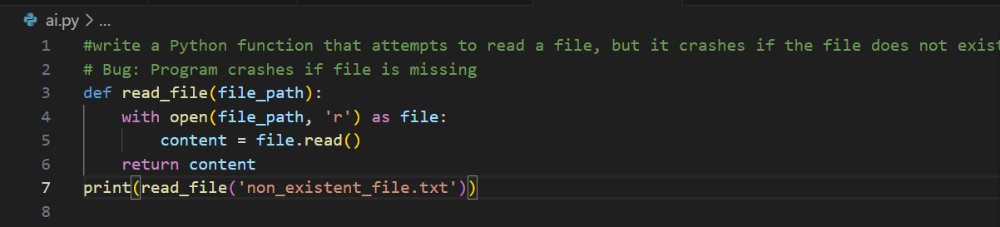 ai.py > ...
1 #write a Python function that attempts to read a file, but it crashes if the file does not exist
2 # Bug: Program crashes if file is missing
3 def read_file(file_path):
4     with open(file_path, 'r') as file:
5         content = file.read()
6     return content
7 print(read_file('non_existent_file.txt'))
8